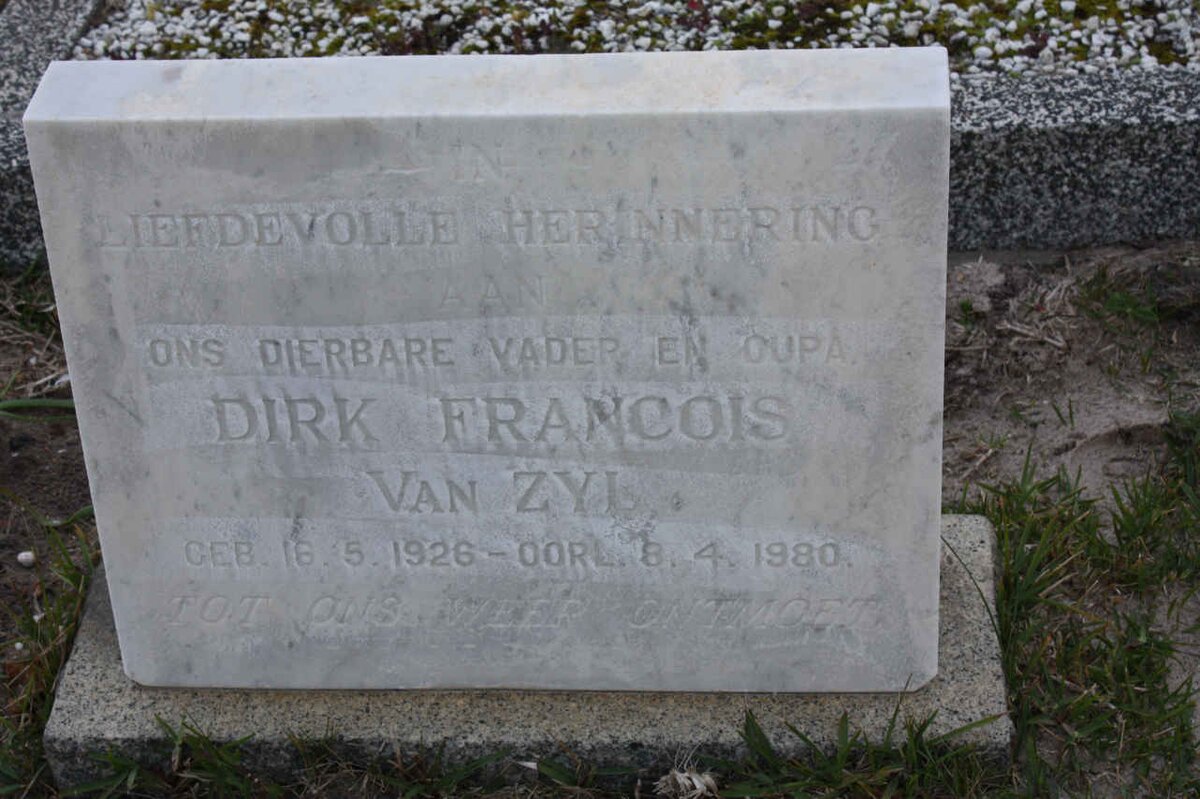 IN
LIEFDEVOLLE HERINNERING
AAN
ONS DIERBARE VADER EN OUPA
DIRK FRANCOIS
VAN ZYL
GEB. 16. 5. 1926 – OORL. 8. 4. 1980.
TOT ONS WEER ONTMOET.